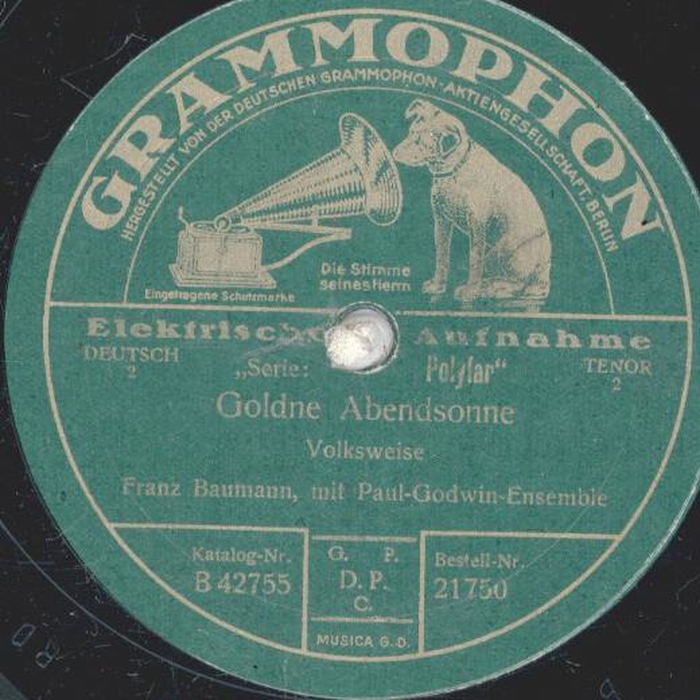 GRAMMOPHON
HERGESTELLT VON DER DEUTSCHEN GRAMMOPHON-AKTIENGESELLSCHAFT, BERLIN
Die Stimme
seines Herrn
Eingetragene Schutzmarke
Elektrische Aufnahme
DEUTSCH
2
„Serie: Polyfar“
TENOR
2
Goldne Abendsonne
Volksweise
Franz Baumann, mit Paul-Godwin-Ensemble
Katalog-Nr.
B 42755
G. P.
D. P.
C.
Bestell-Nr.
21750
MUSICA G.D.